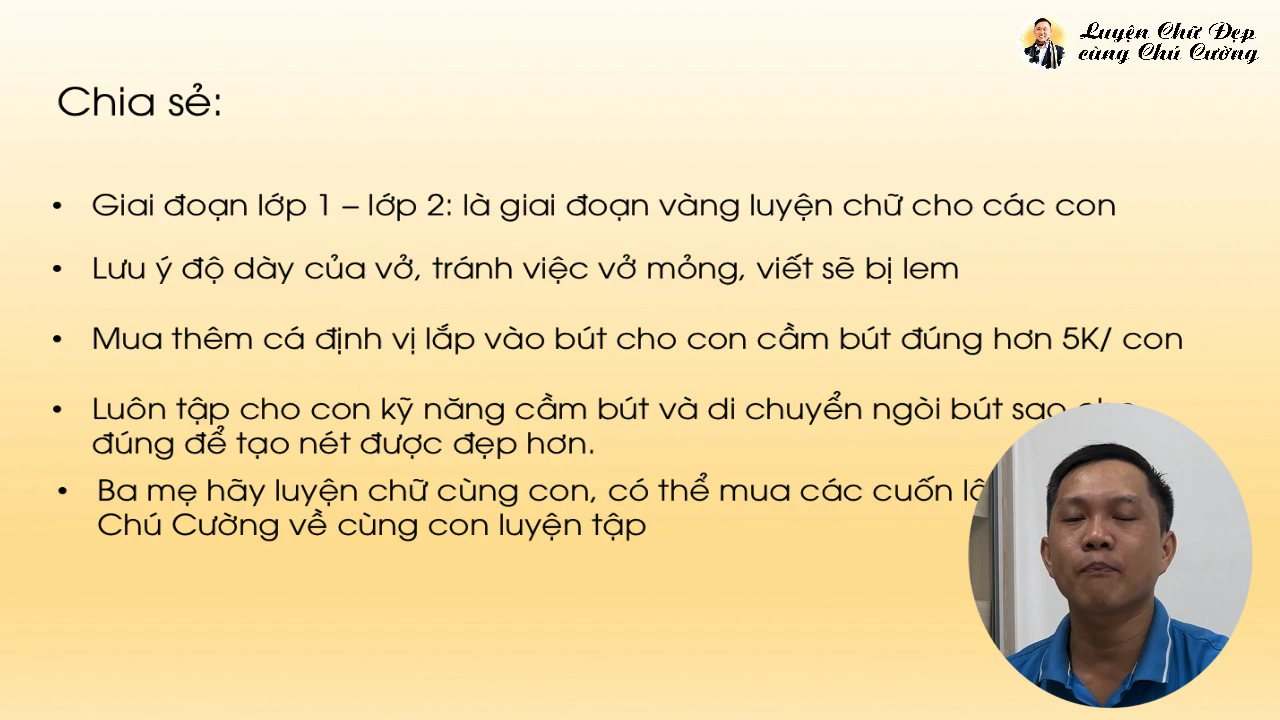 Luyện Chữ Đẹp
cùng Chú Cường
Chia sẻ:
• Giai đoạn lớp 1 – lớp 2: là giai đoạn vàng luyện chữ cho các con
• Lưu ý độ dày của vở, tránh việc vở mỏng, viết sẽ bị lem
• Mua thêm cá định vị lắp vào bút cho con cầm bút đúng hơn 5K/ con
• Luôn tập cho con kỹ năng cầm bút và di chuyển ngòi bút sao cho
đúng để tạo nét được đẹp hơn.
• Ba mẹ hãy luyện chữ cùng con, có thể mua các cuốn
Chú Cường về cùng con luyện tập